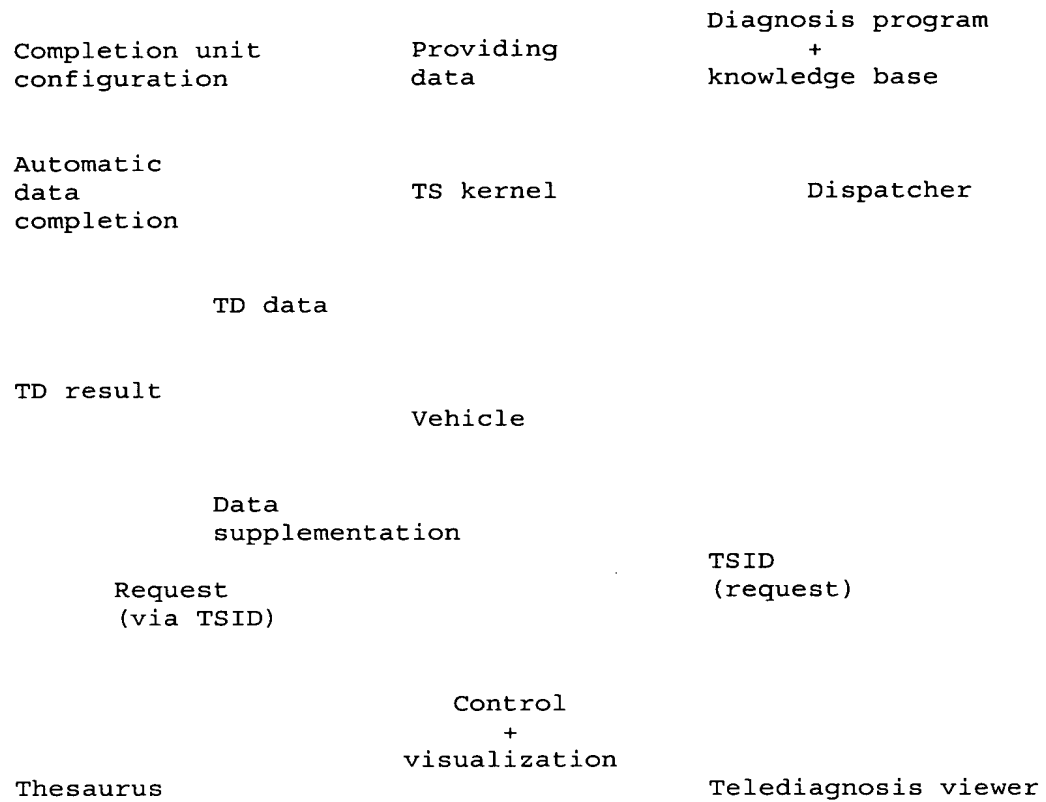 Completion unit
configuration
Providing
data
Diagnosis program
+
knowledge base
Automatic
data
completion
TS kernel
Dispatcher
TD data
TD result
Vehicle
Data
supplementation
Request
(via TSID)
TSID
(request)
Control
+
visualization
Thesaurus
Telediagnosis viewer